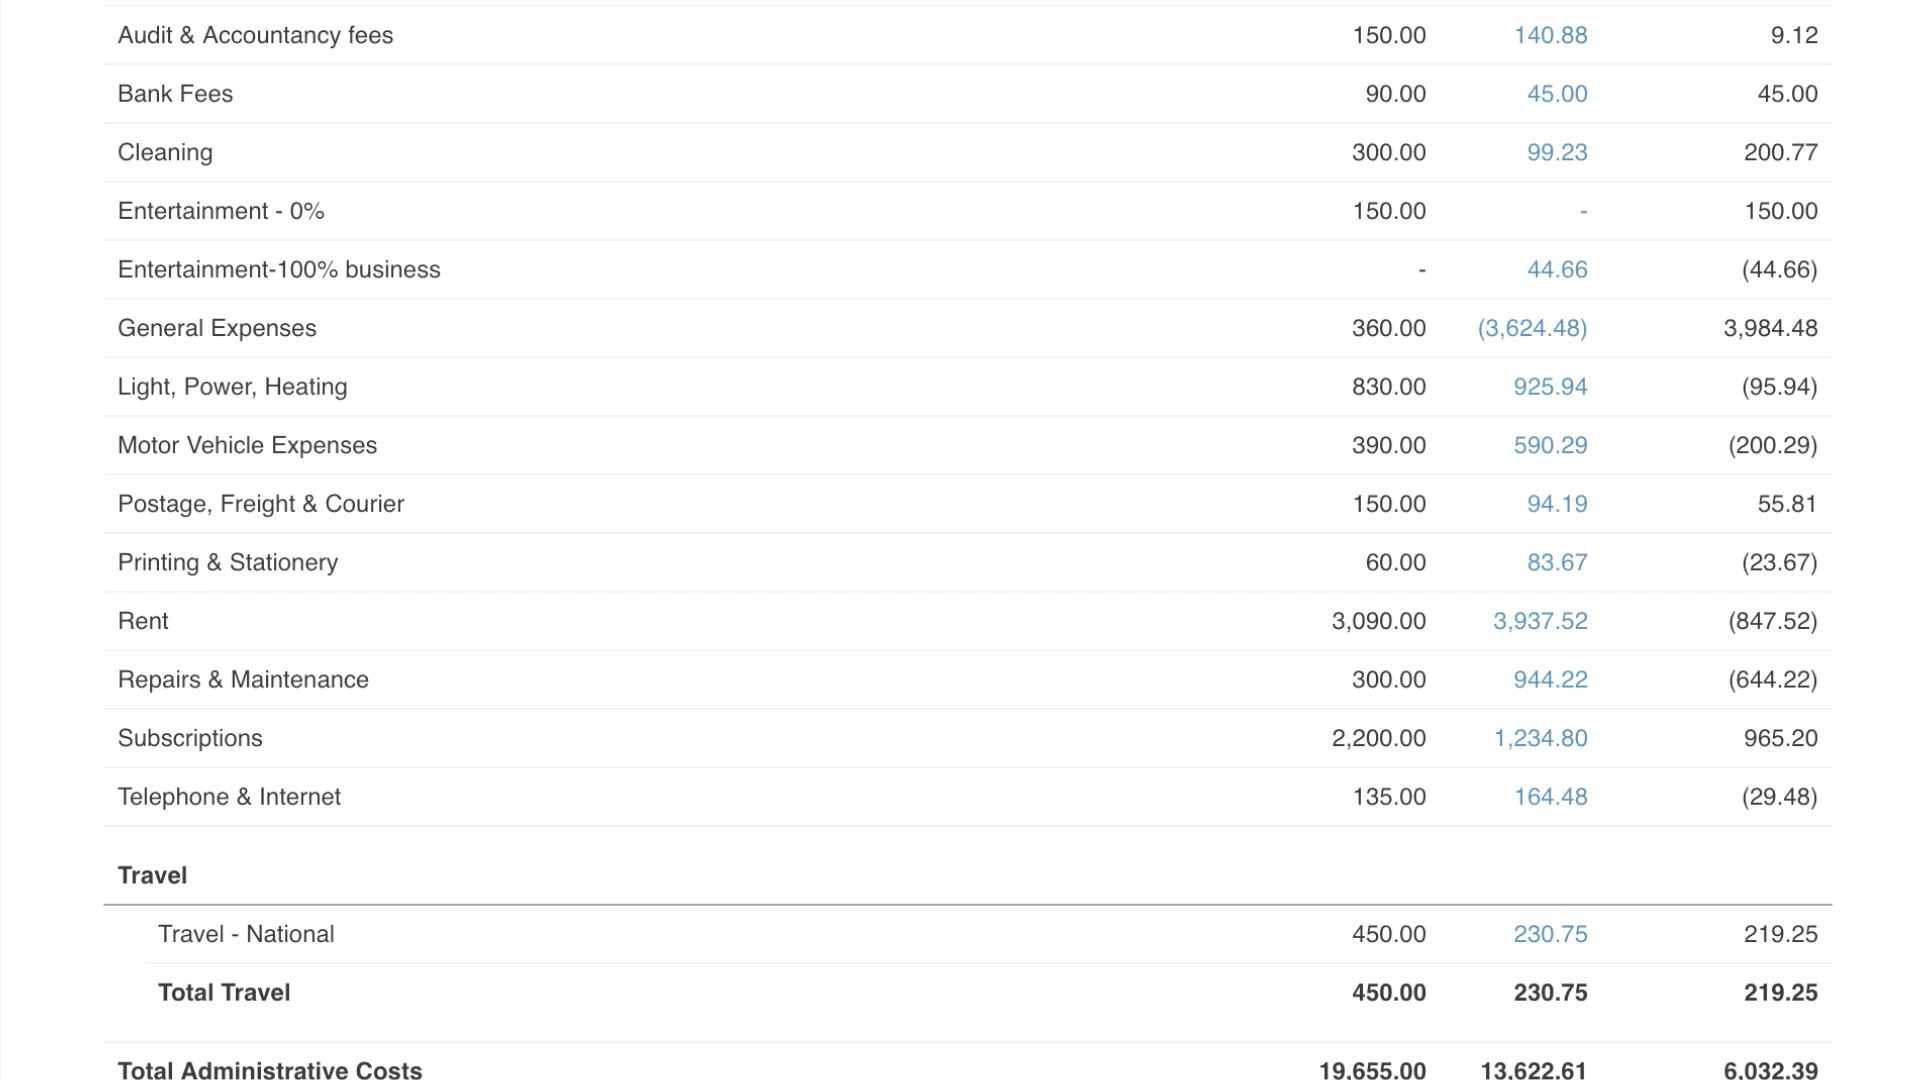 Audit & Accountancy fees 150.00 140.88 9.12
Bank Fees 90.00 45.00 45.00
Cleaning 300.00 99.23 200.77
Entertainment - 0% 150.00 - 150.00
Entertainment-100% business - 44.66 (44.66)
General Expenses 360.00 (3,624.48) 3,984.48
Light, Power, Heating 830.00 925.94 (95.94)
Motor Vehicle Expenses 390.00 590.29 (200.29)
Postage, Freight & Courier 150.00 94.19 55.81
Printing & Stationery 60.00 83.67 (23.67)
Rent 3,090.00 3,937.52 (847.52)
Repairs & Maintenance 300.00 944.22 (644.22)
Subscriptions 2,200.00 1,234.80 965.20
Telephone & Internet 135.00 164.48 (29.48)
Travel
Travel - National 450.00 230.75 219.25
Total Travel 450.00 230.75 219.25
Total Administrative Costs 19,655.00 13,622.61 6,032.39